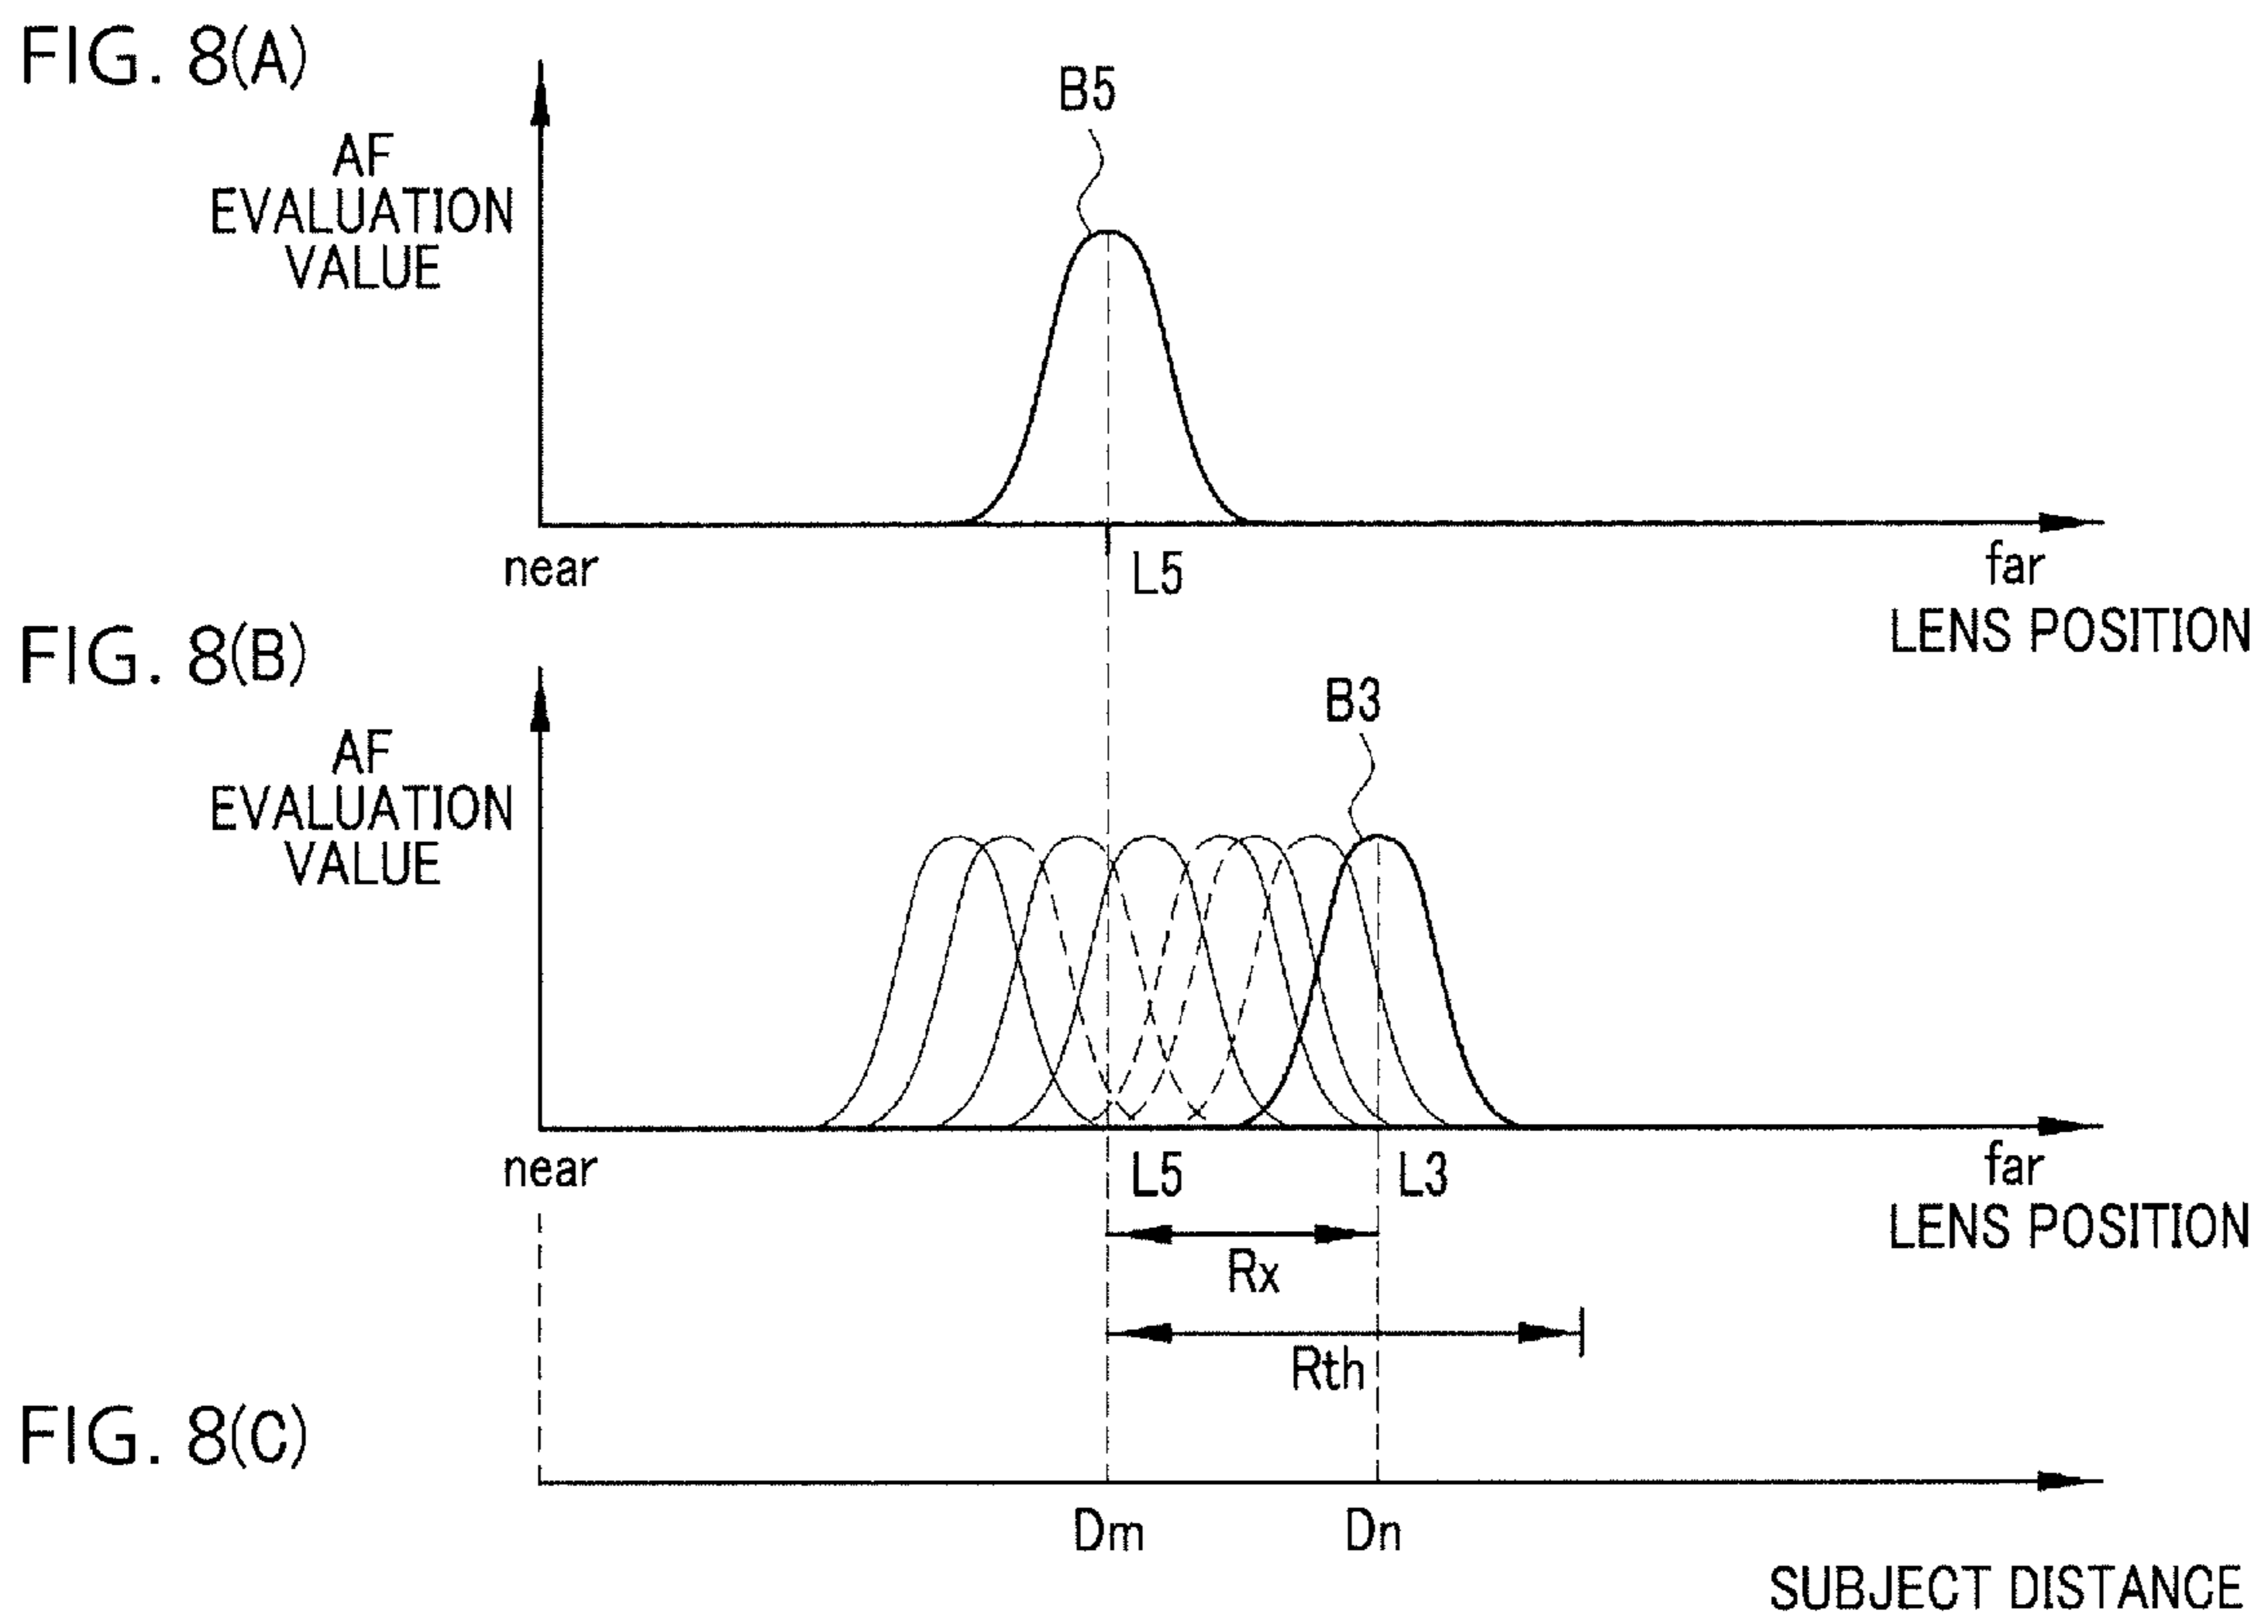 FIG. 8(A)
AF
EVALUATION
VALUE
B5
near
L5
far
LENS POSITION
FIG. 8(B)
AF
EVALUATION
VALUE
B3
near
L5
L3
far
LENS POSITION
Rx
Rth
FIG. 8(C)
Dm
Dn
SUBJECT DISTANCE